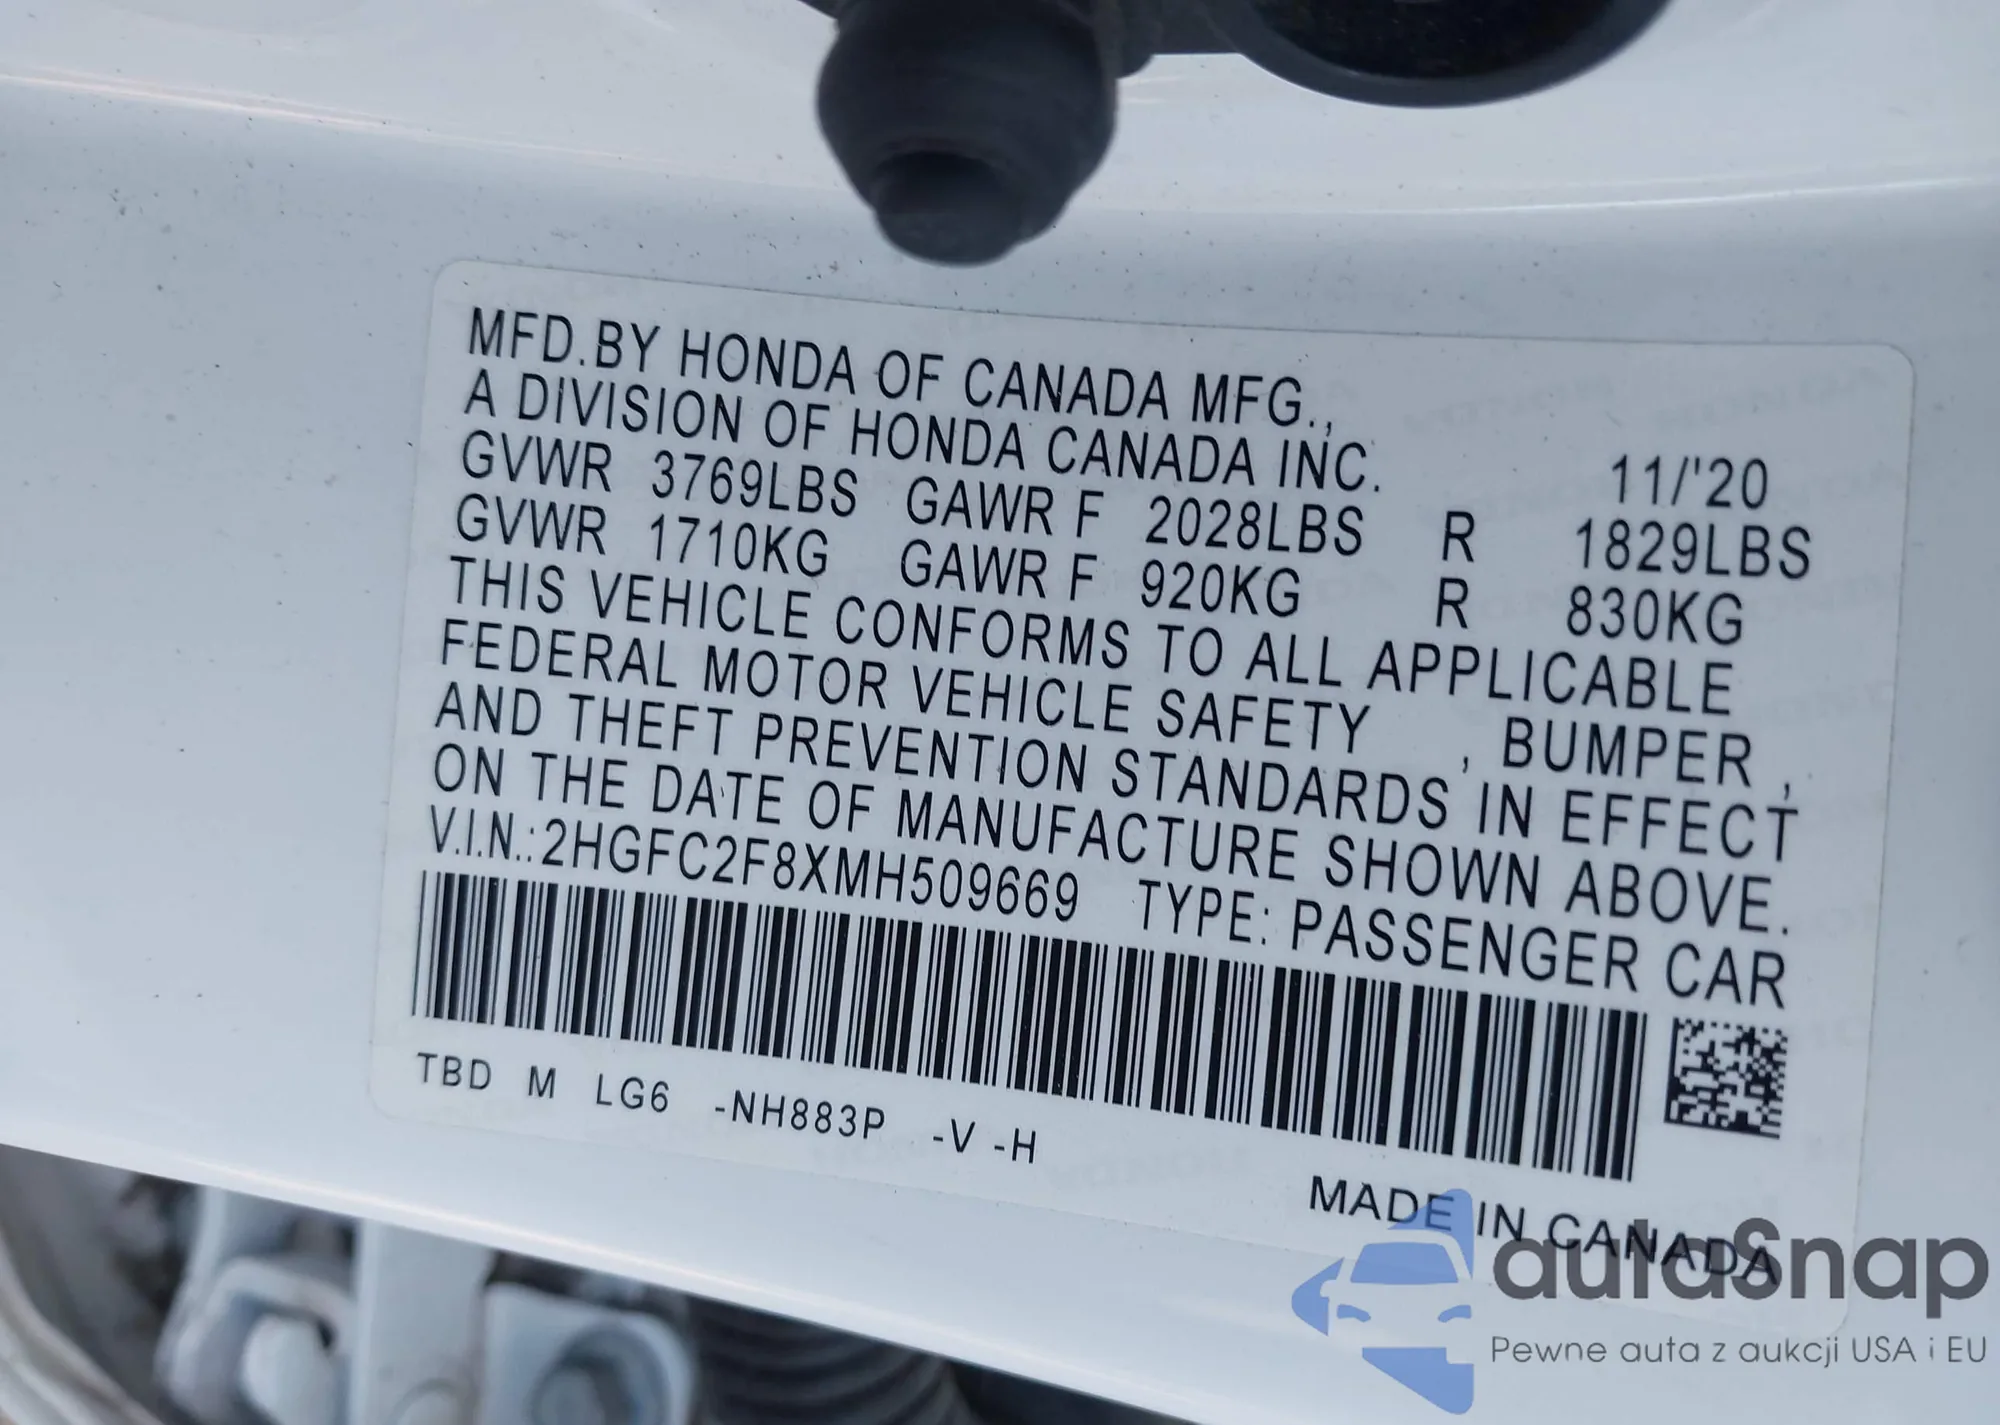 MFD.BY HONDA OF CANADA MFG.,
A DIVISION OF HONDA CANADA INC. 11/'20
GVWR 3769LBS GAWR F 2028LBS R 1829LBS
GVWR 1710KG GAWR F 920KG R 830KG
THIS VEHICLE CONFORMS TO ALL APPLICABLE
FEDERAL MOTOR VEHICLE SAFETY , BUMPER ,
AND THEFT PREVENTION STANDARDS IN EFFECT
ON THE DATE OF MANUFACTURE SHOWN ABOVE.
V.I.N.:2HGFC2F8XMH509669 TYPE: PASSENGER CAR
TBD M LG6 -NH883P -V -H
MADE IN CANADA
autoSnap
Pewne auta z aukcji USA i EU